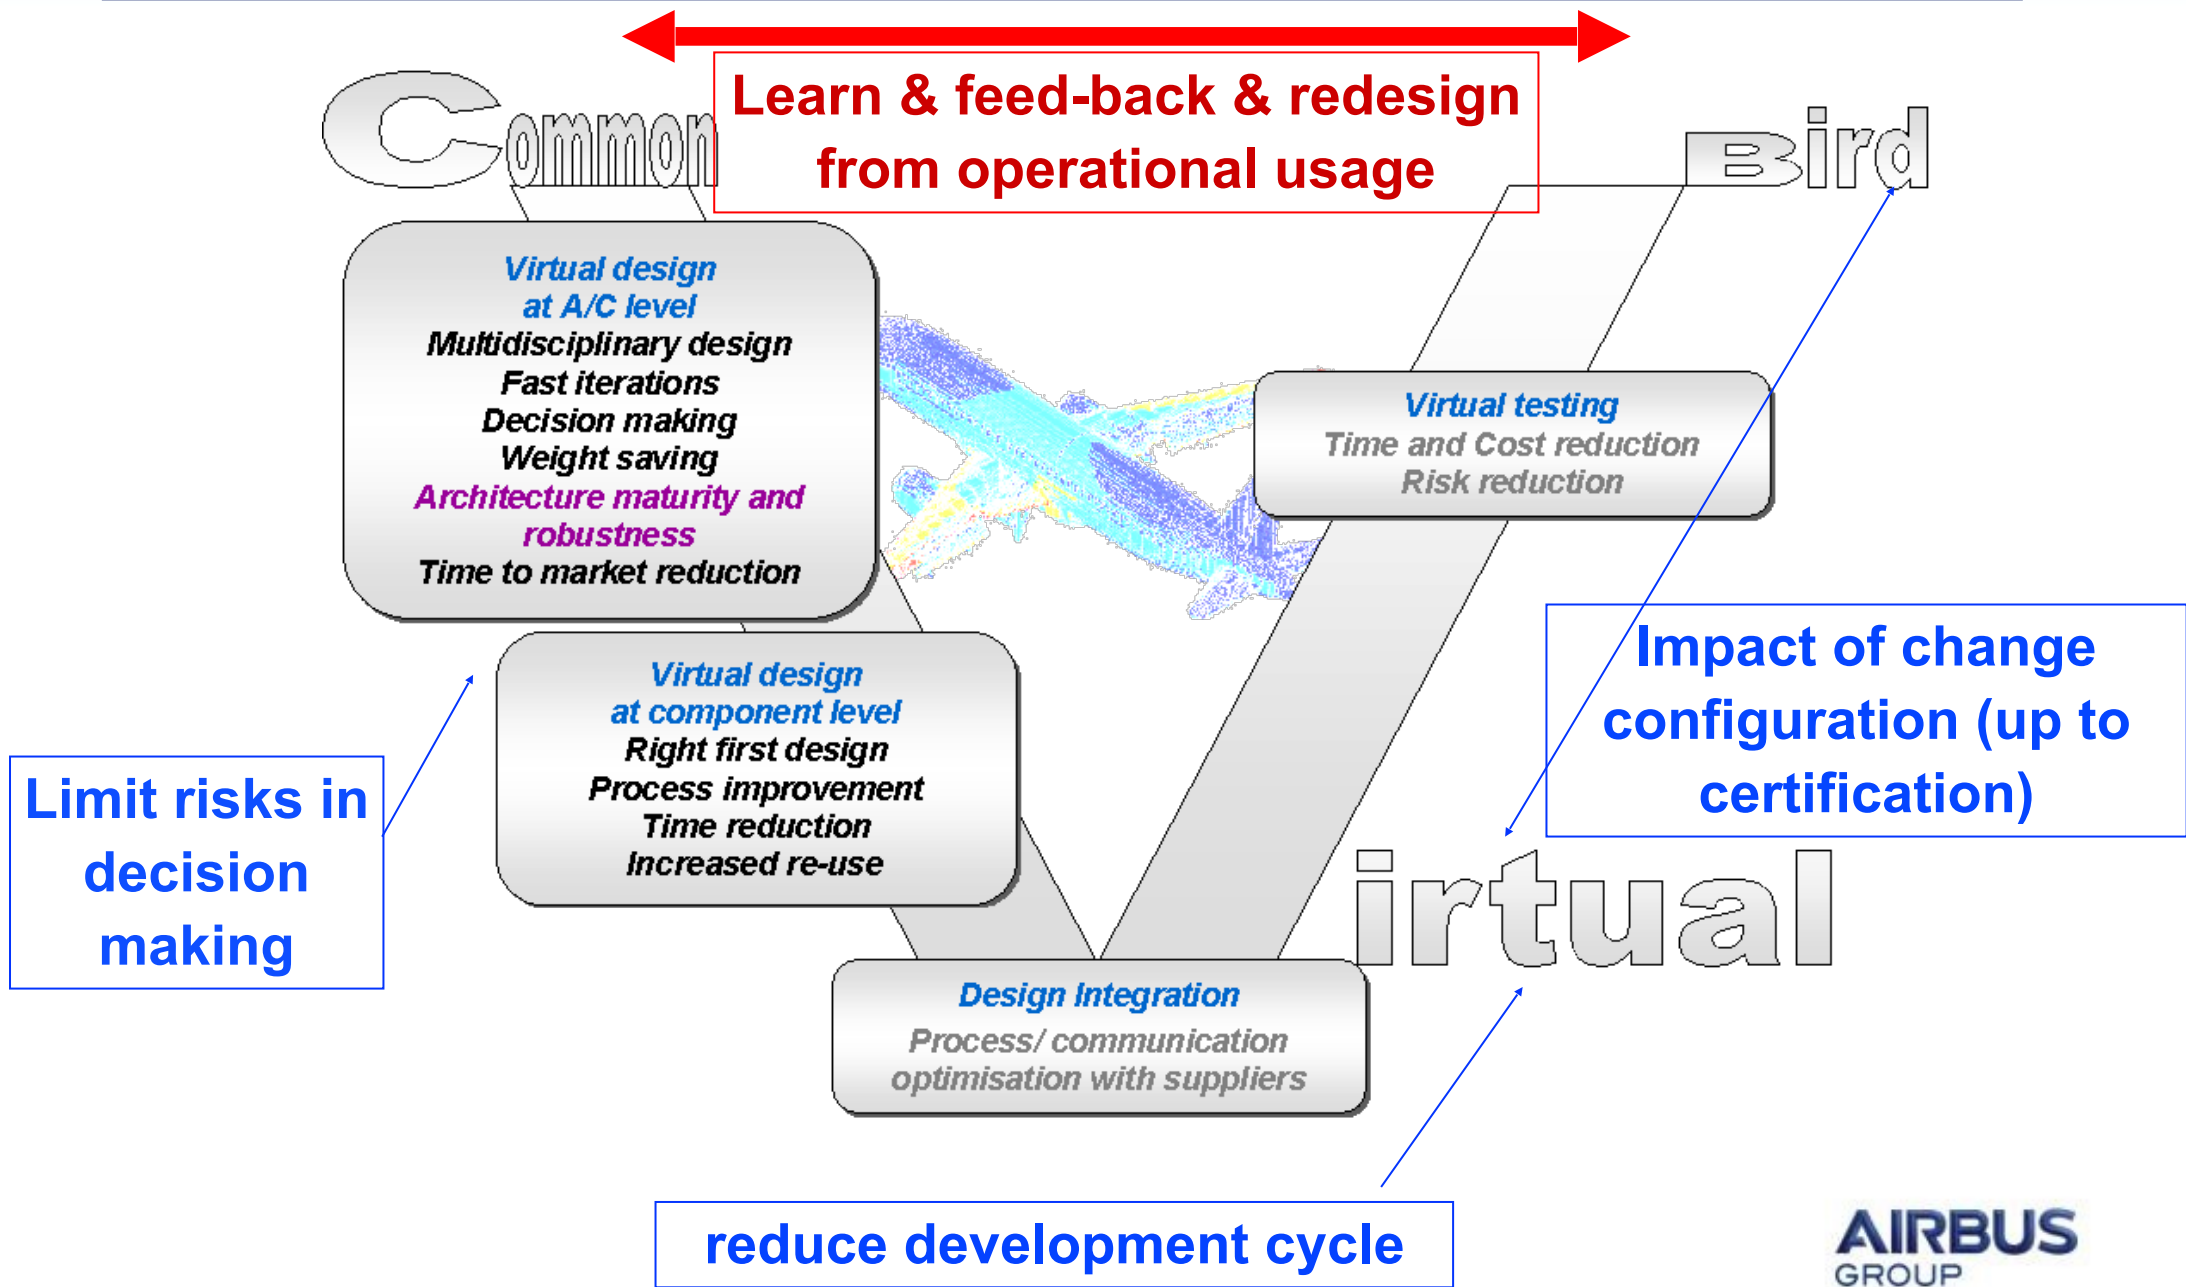 Learn & feed-back & redesign
from operational usage
Common
Bird
Virtual design
at A/C level
Multidisciplinary design
Fast iterations
Decision making
Weight saving
Architecture maturity and
robustness
Time to market reduction
Virtual testing
Time and Cost reduction
Risk reduction
Virtual design
at component level
Right first design
Process improvement
Time reduction
Increased re-use
Impact of change
configuration (up to
certification)
Limit risks in
decision
making
irtual
Design Integration
Process/ communication
optimisation with suppliers
reduce development cycle
AIRBUS
GROUP